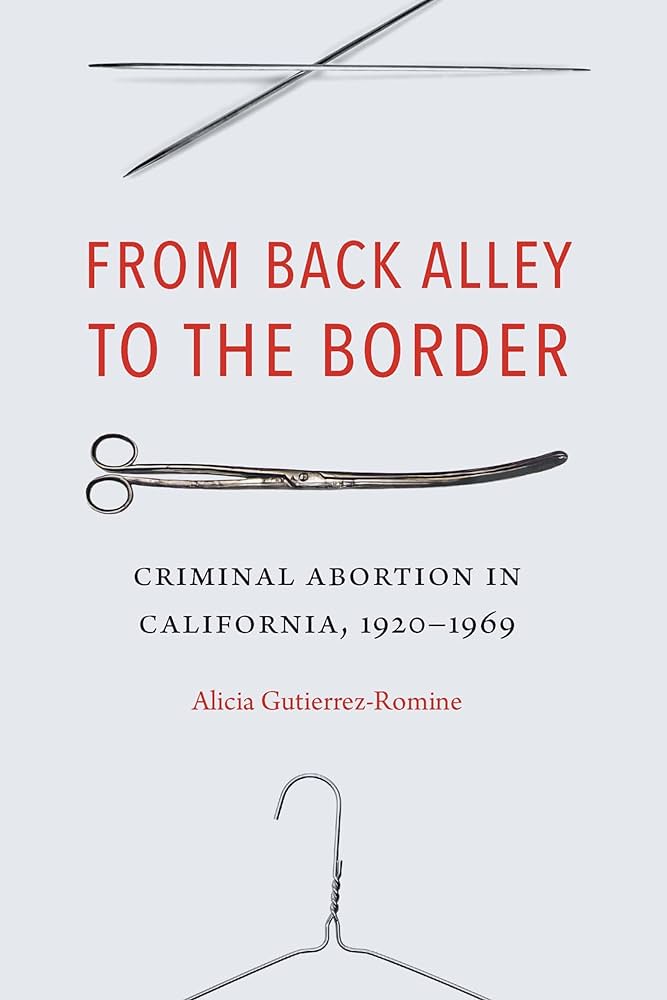 FROM BACK ALLEY
TO THE BORDER
CRIMINAL ABORTION IN
CALIFORNIA, 1920–1969
Alicia Gutierrez-Romine